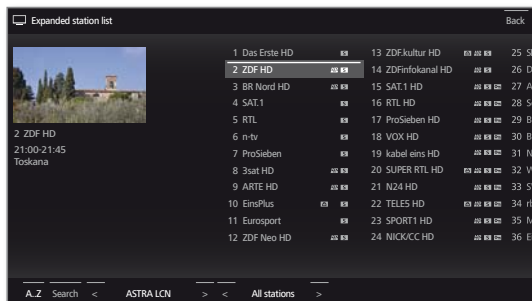 Expanded station list
Back
2 ZDF HD
21:00-21:45
Toskana
1 Das Erste HD
2 ZDF HD
3 BR Nord HD
4 SAT.1
5 RTL
6 n-tv
7 ProSieben
8 3sat HD
9 ARTE HD
10 EinsPlus
11 Eurosport
12 ZDF Neo HD
13 ZDF.kultur HD
14 ZDFinfokanal HD
15 SAT.1 HD
16 RTL HD
17 ProSieben HD
18 VOX HD
19 kabel eins HD
20 SUPER RTL HD
21 N24 HD
22 TELE5 HD
23 SPORT1 HD
24 NICK/CC HD
25
26
27
28
29
30
31
32
33
34
35
36
A..Z Search < ASTRA LCN > < All stations >